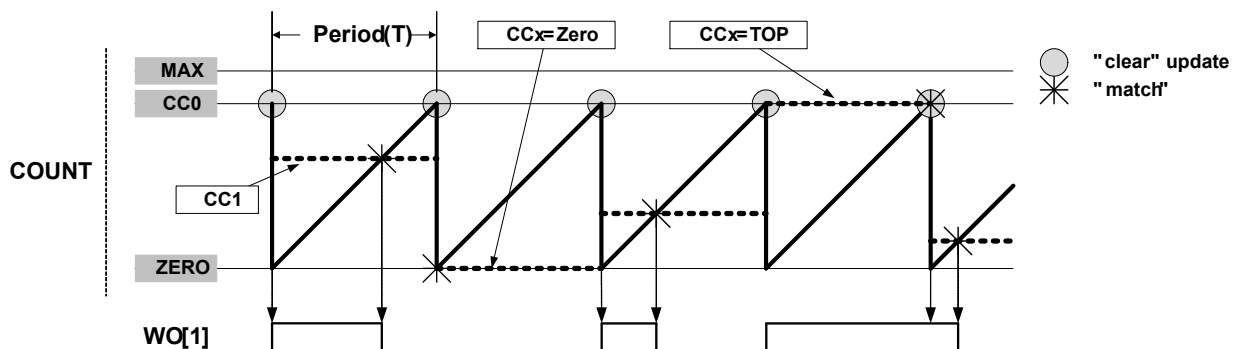 Period(T)
CCx=Zero
CCx=TOP
"clear" update
"match"
MAX
CC0
COUNT
CC1
ZERO
WO[1]